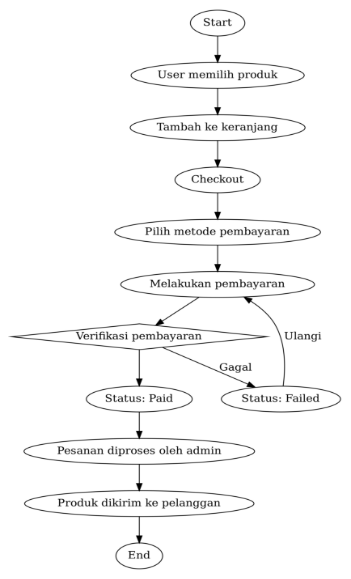 Start
User memilih produk
Tambah ke keranjang
Checkout
Pilih metode pembayaran
Melakukan pembayaran
Verifikasi pembayaran
Ulangi
Gagal
Status: Paid
Status: Failed
Pesanan diproses oleh admin
Produk dikirim ke pelanggan
End